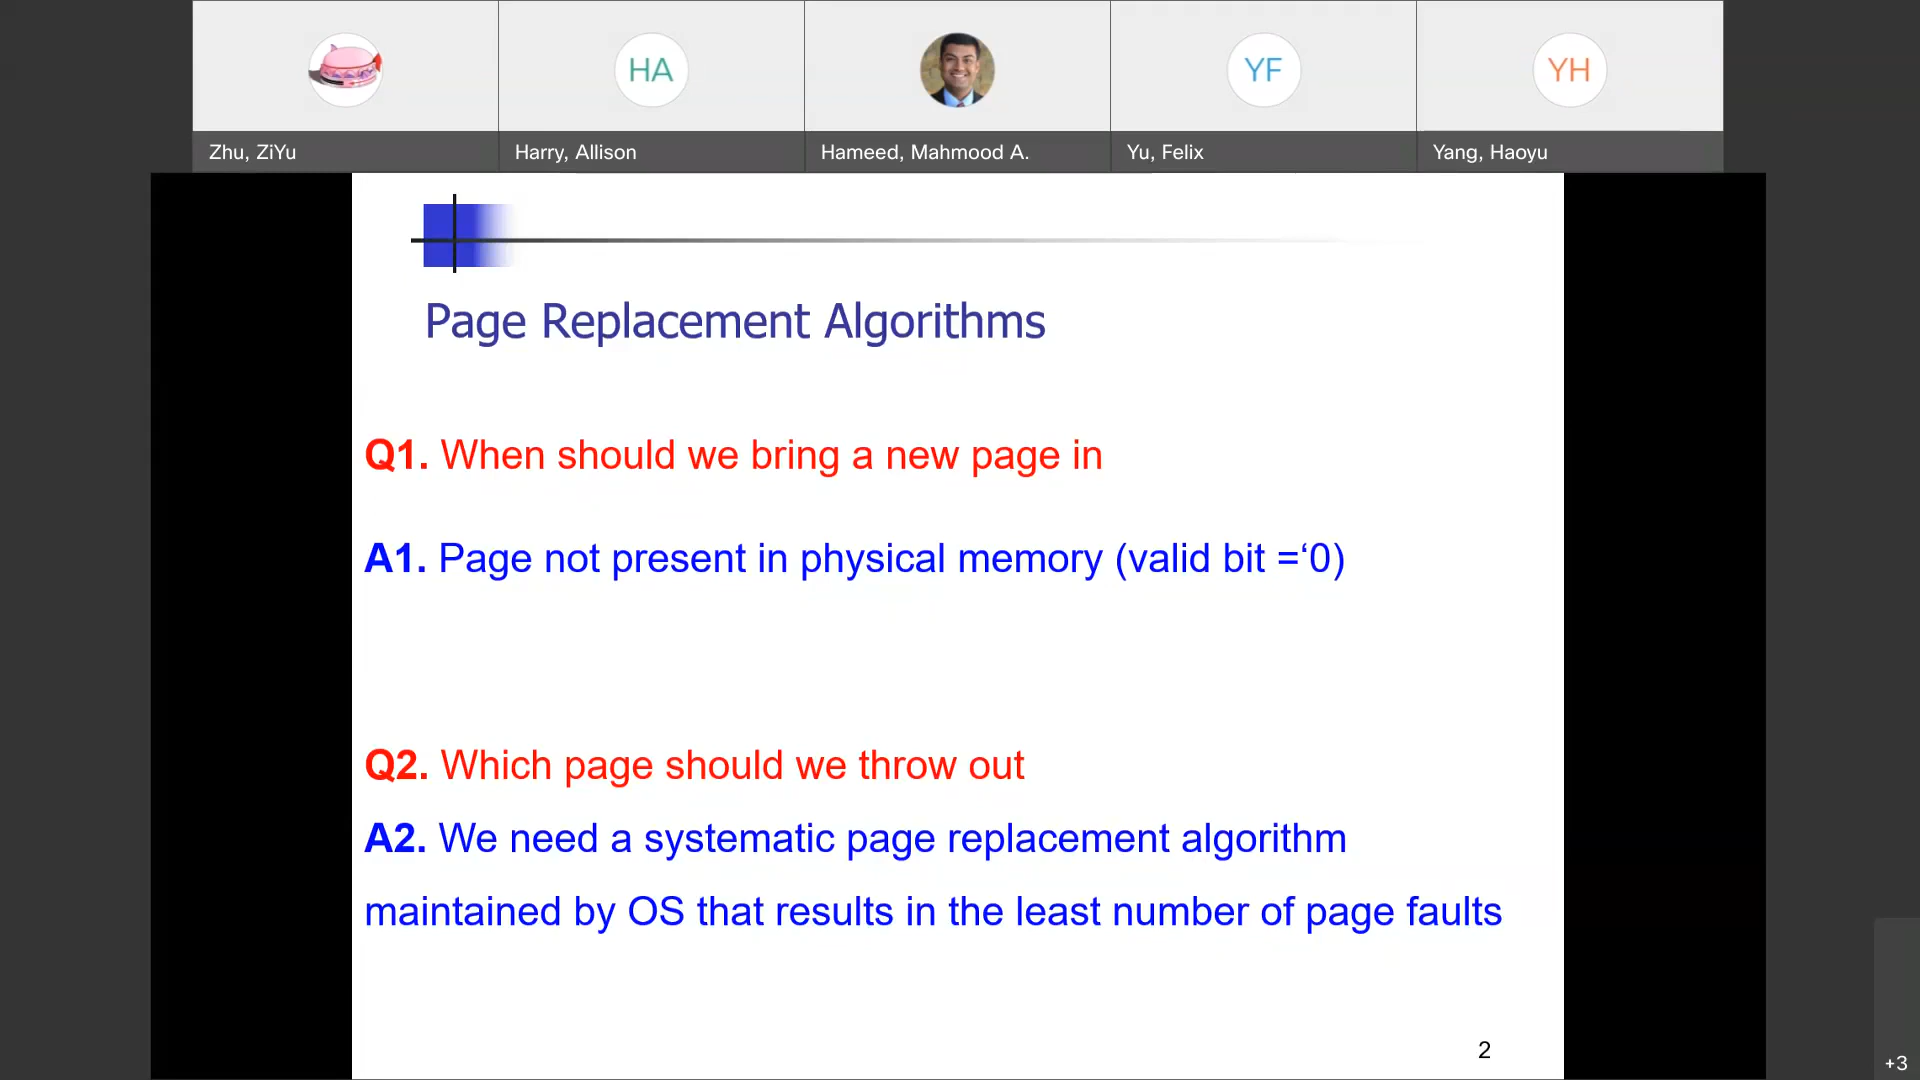 HA
YF
YH
Zhu, ZiYu
Harry, Allison
Hameed, Mahmood A.
Yu, Felix
Yang, Haoyu
Page Replacement Algorithms
Q1. When should we bring a new page in
A1. Page not present in physical memory (valid bit =‘0)
Q2. Which page should we throw out
A2. We need a systematic page replacement algorithm
maintained by OS that results in the least number of page faults
2
+3